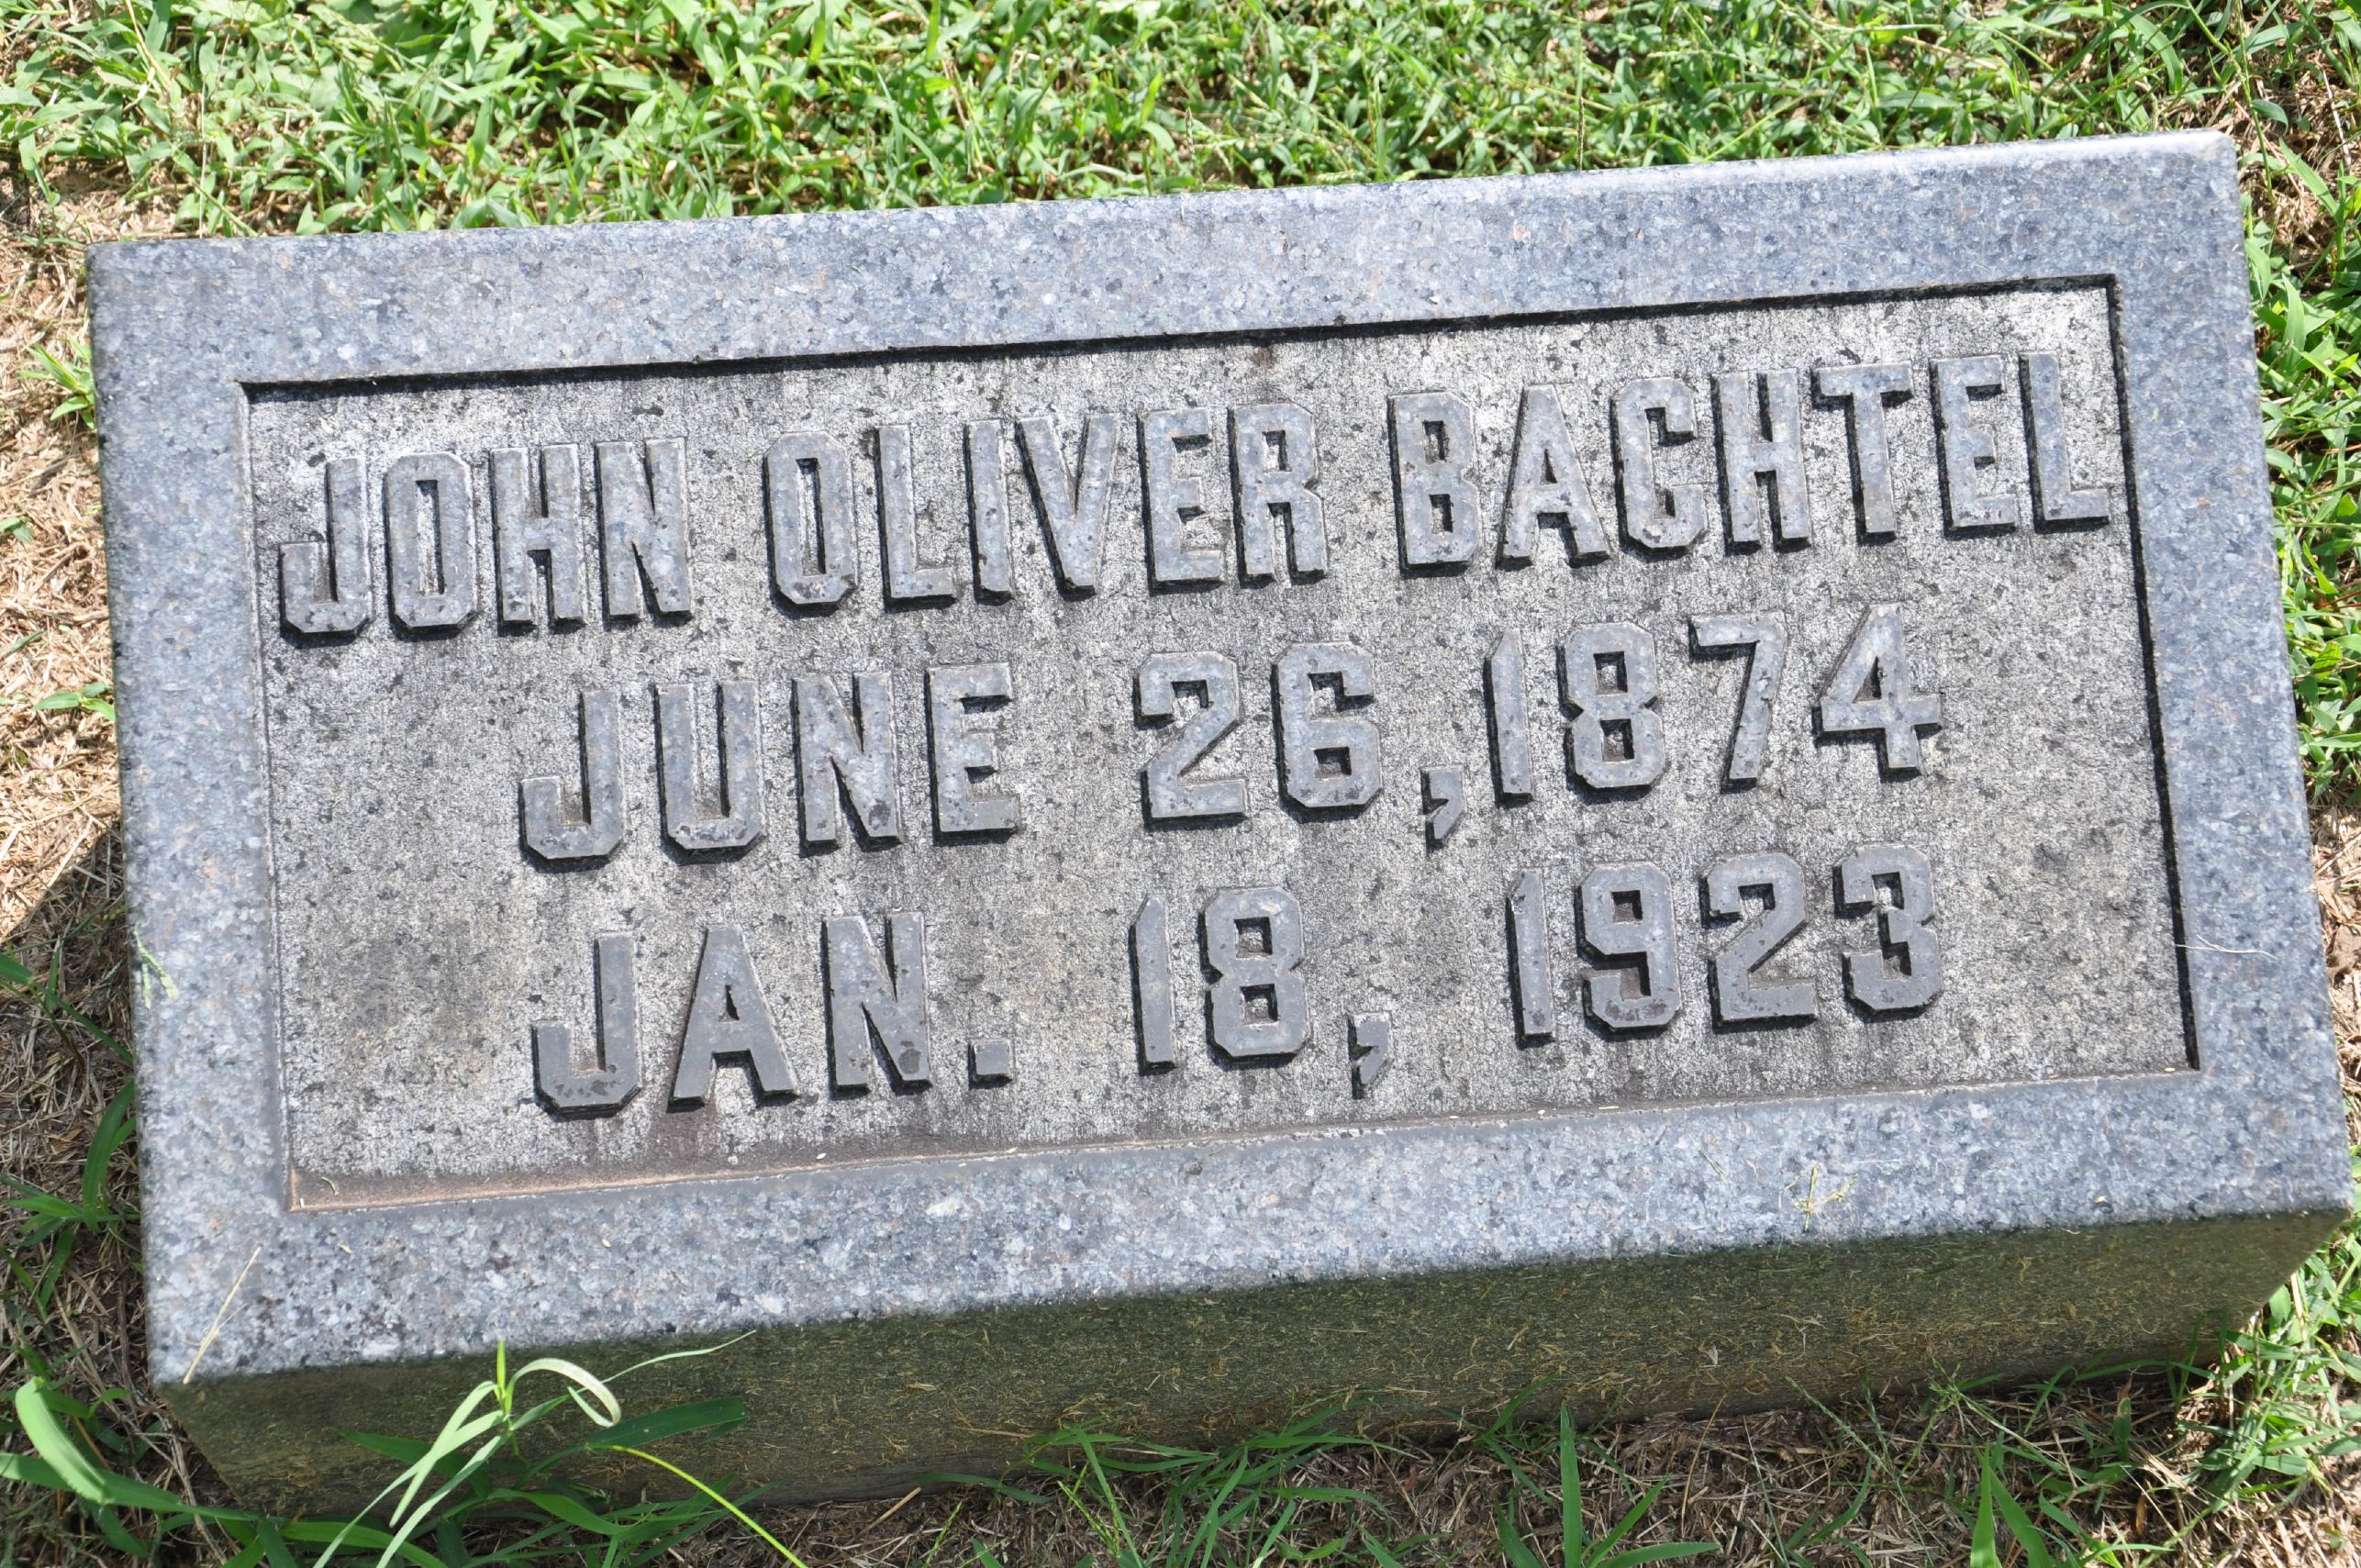 JOHN OLIVER BACHTEL
JUNE 26, 1874
JAN. 18, 1923